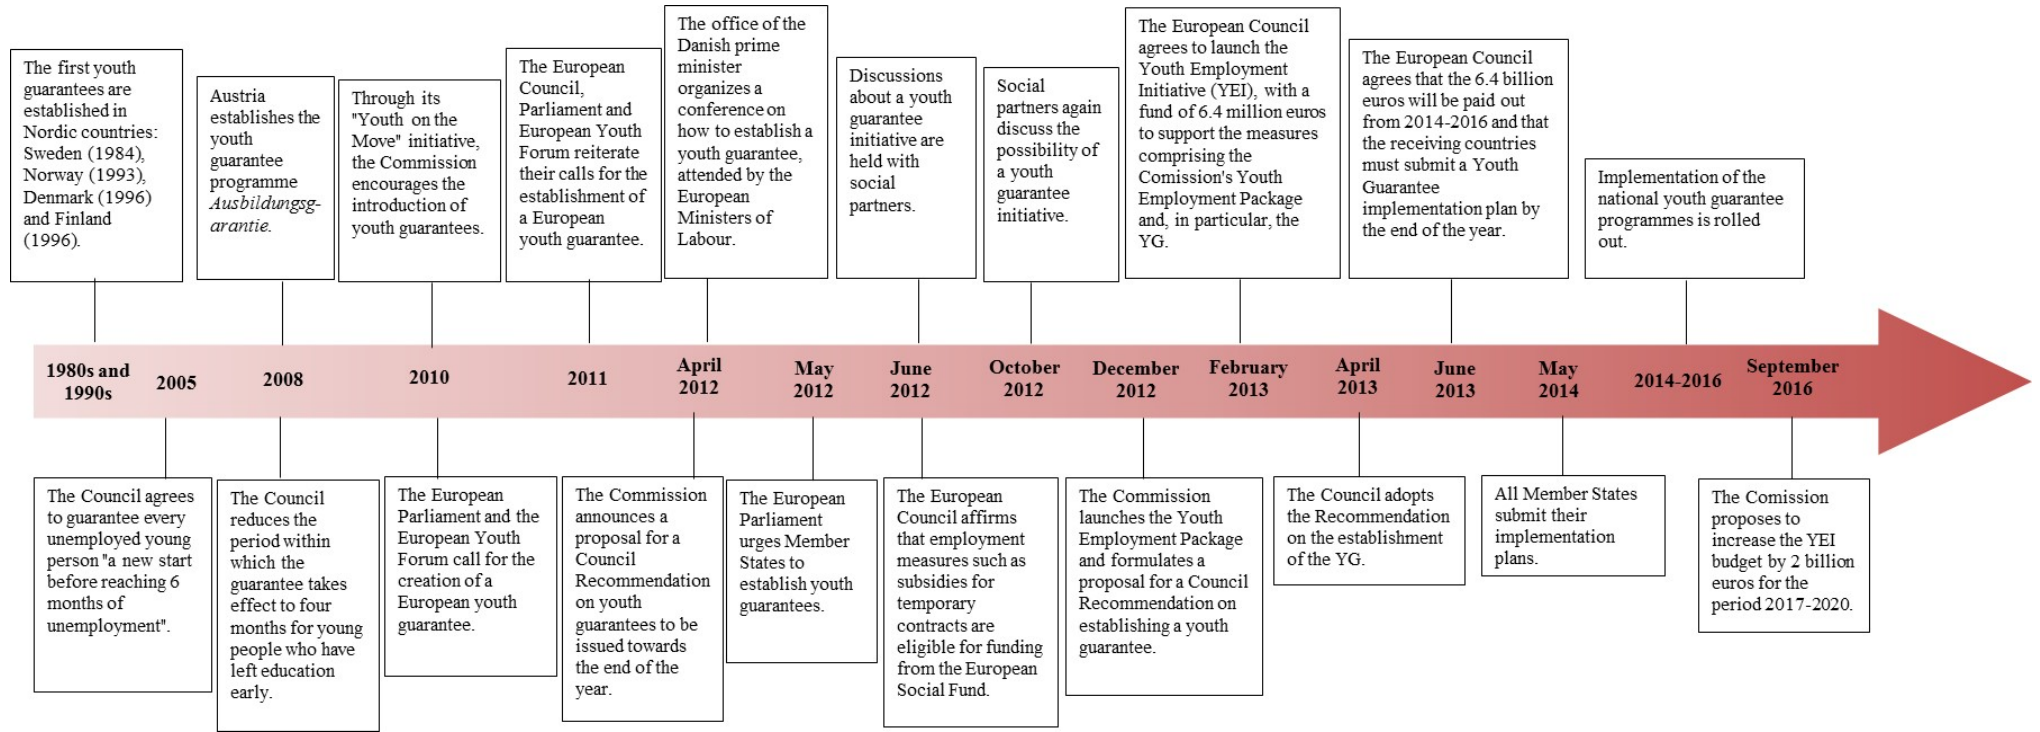 The first youth
guarantees are
established in
Nordic countries:
Sweden (1984),
Norway (1993),
Denmark (1996)
and Finland
(1996).
Austria
establishes the
youth
guarantee
programme
Ausbildungsg-
arantie.
Through its
"Youth on the
Move" initiative,
the Commission
encourages the
introduction of
youth guarantees.
The European
Council,
Parliament and
European Youth
Forum reiterate
their calls for the
establishment of
a European
youth guarantee.
The office of the
Danish prime
minister
organizes a
conference on
how to establish a
youth guarantee,
attended by the
European
Ministers of
Labour.
Discussions
about a youth
guarantee
initiative are
held with
social
partners.
Social
partners again
discuss the
possibility of
a youth
guarantee
initiative.
The European Council
agrees to launch the
Youth Employment
Initiative (YEI), with a
fund of 6.4 million euros
to support the measures
comprising the
Comission's Youth
Employment Package
and, in particular, the
YG.
The European Council
agrees that the 6.4 billion
euros will be paid out
from 2014-2016 and that
the receiving countries
must submit a Youth
Guarantee
implementation plan by
the end of the year.
Implementation of the
national youth guarantee
programmes is rolled
out.
1980s and
1990s
2005
2008
2010
2011
April
2012
May
2012
June
2012
October
2012
December
2012
February
2013
April
2013
June
2013
May
2014
2014-2016
September
2016
The Council agrees
to guarantee every
unemployed young
person "a new start
before reaching 6
months of
unemployment".
The Council
reduces the
period within
which the
guarantee takes
effect to four
months for young
people who have
left education
early.
The European
Parliament and the
European Youth
Forum call for the
creation of a
European youth
guarantee.
The Commission
announces a
proposal for a
Council
Recommendation
on youth
guarantees to be
issued towards
the end of the
year.
The European
Parliament
urges Member
States to
establish youth
guarantees.
The European
Council affirms
that employment
measures such as
subsidies for
temporary
contracts are
eligible for funding
from the European
Social Fund.
The Commission
launches the Youth
Employment Package
and formulates a
proposal for a Council
Recommendation on
establishing a youth
guarantee.
The Council adopts
the Recommendation
on the establishment
of the YG.
All Member States
submit their
implementation
plans.
The Comission
proposes to
increase the YEI
budget by 2 billion
euros for the
period 2017-2020.